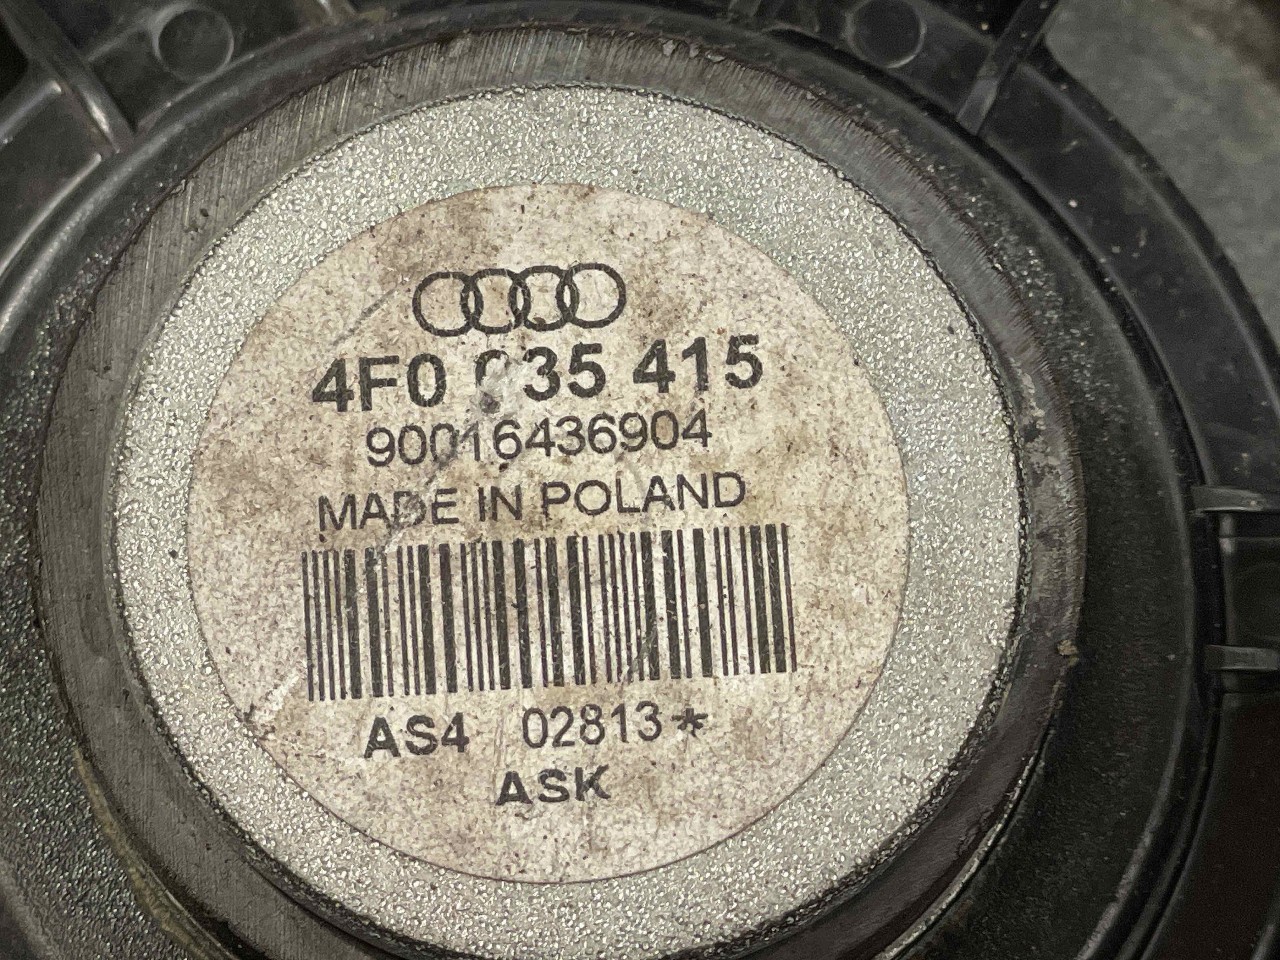 4F0 035 415
90016436904
MADE IN POLAND
AS4 02813*
ASK